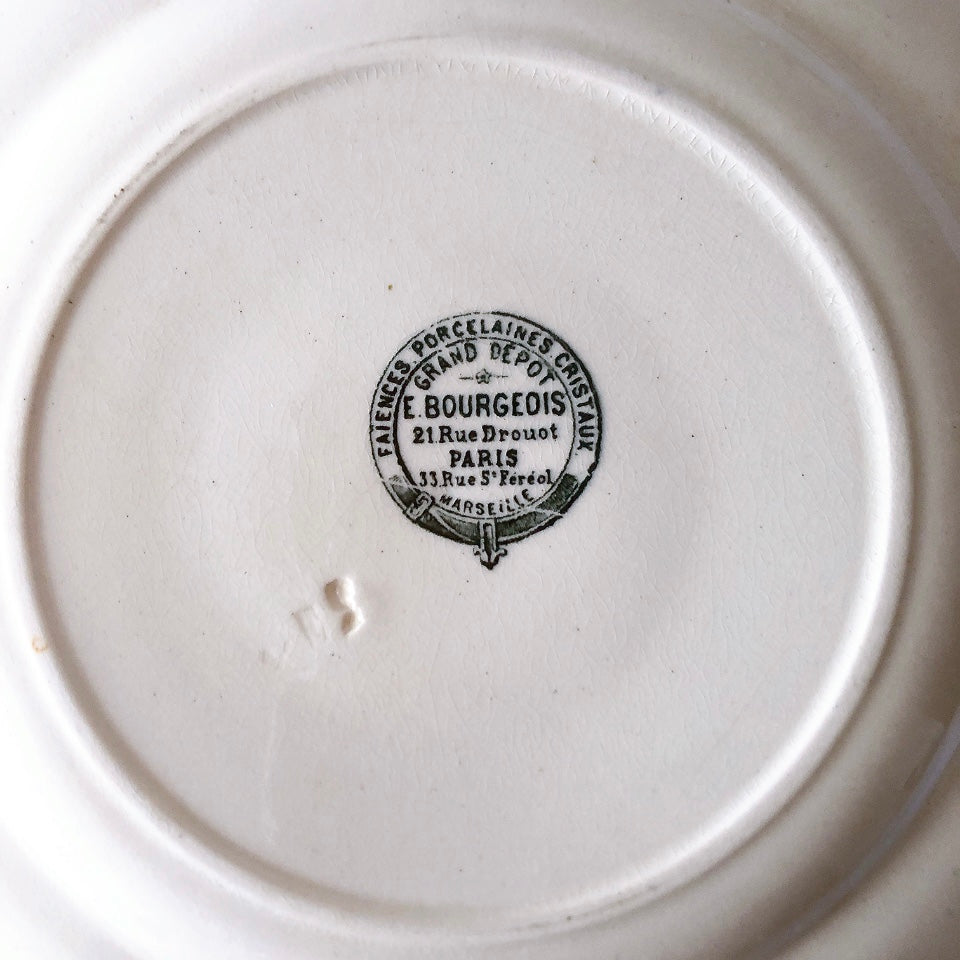 FAIENCES. PORCELAINES. CRISTAUX.
GRAND DÉPOT
E. BOURGEOIS
21. Rue Drouot
PARIS
33. Rue St Féréol
MARSEILLE